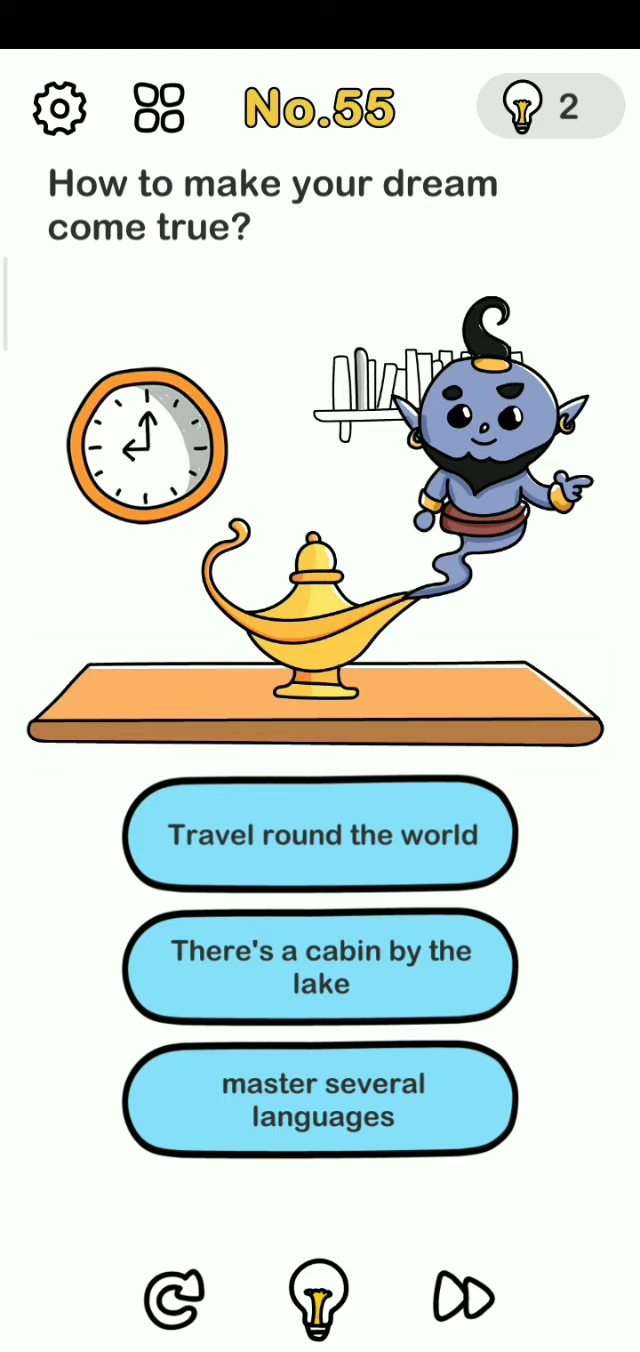 No.55
2
How to make your dream
come true?
Travel round the world
There's a cabin by the
lake
master several
languages